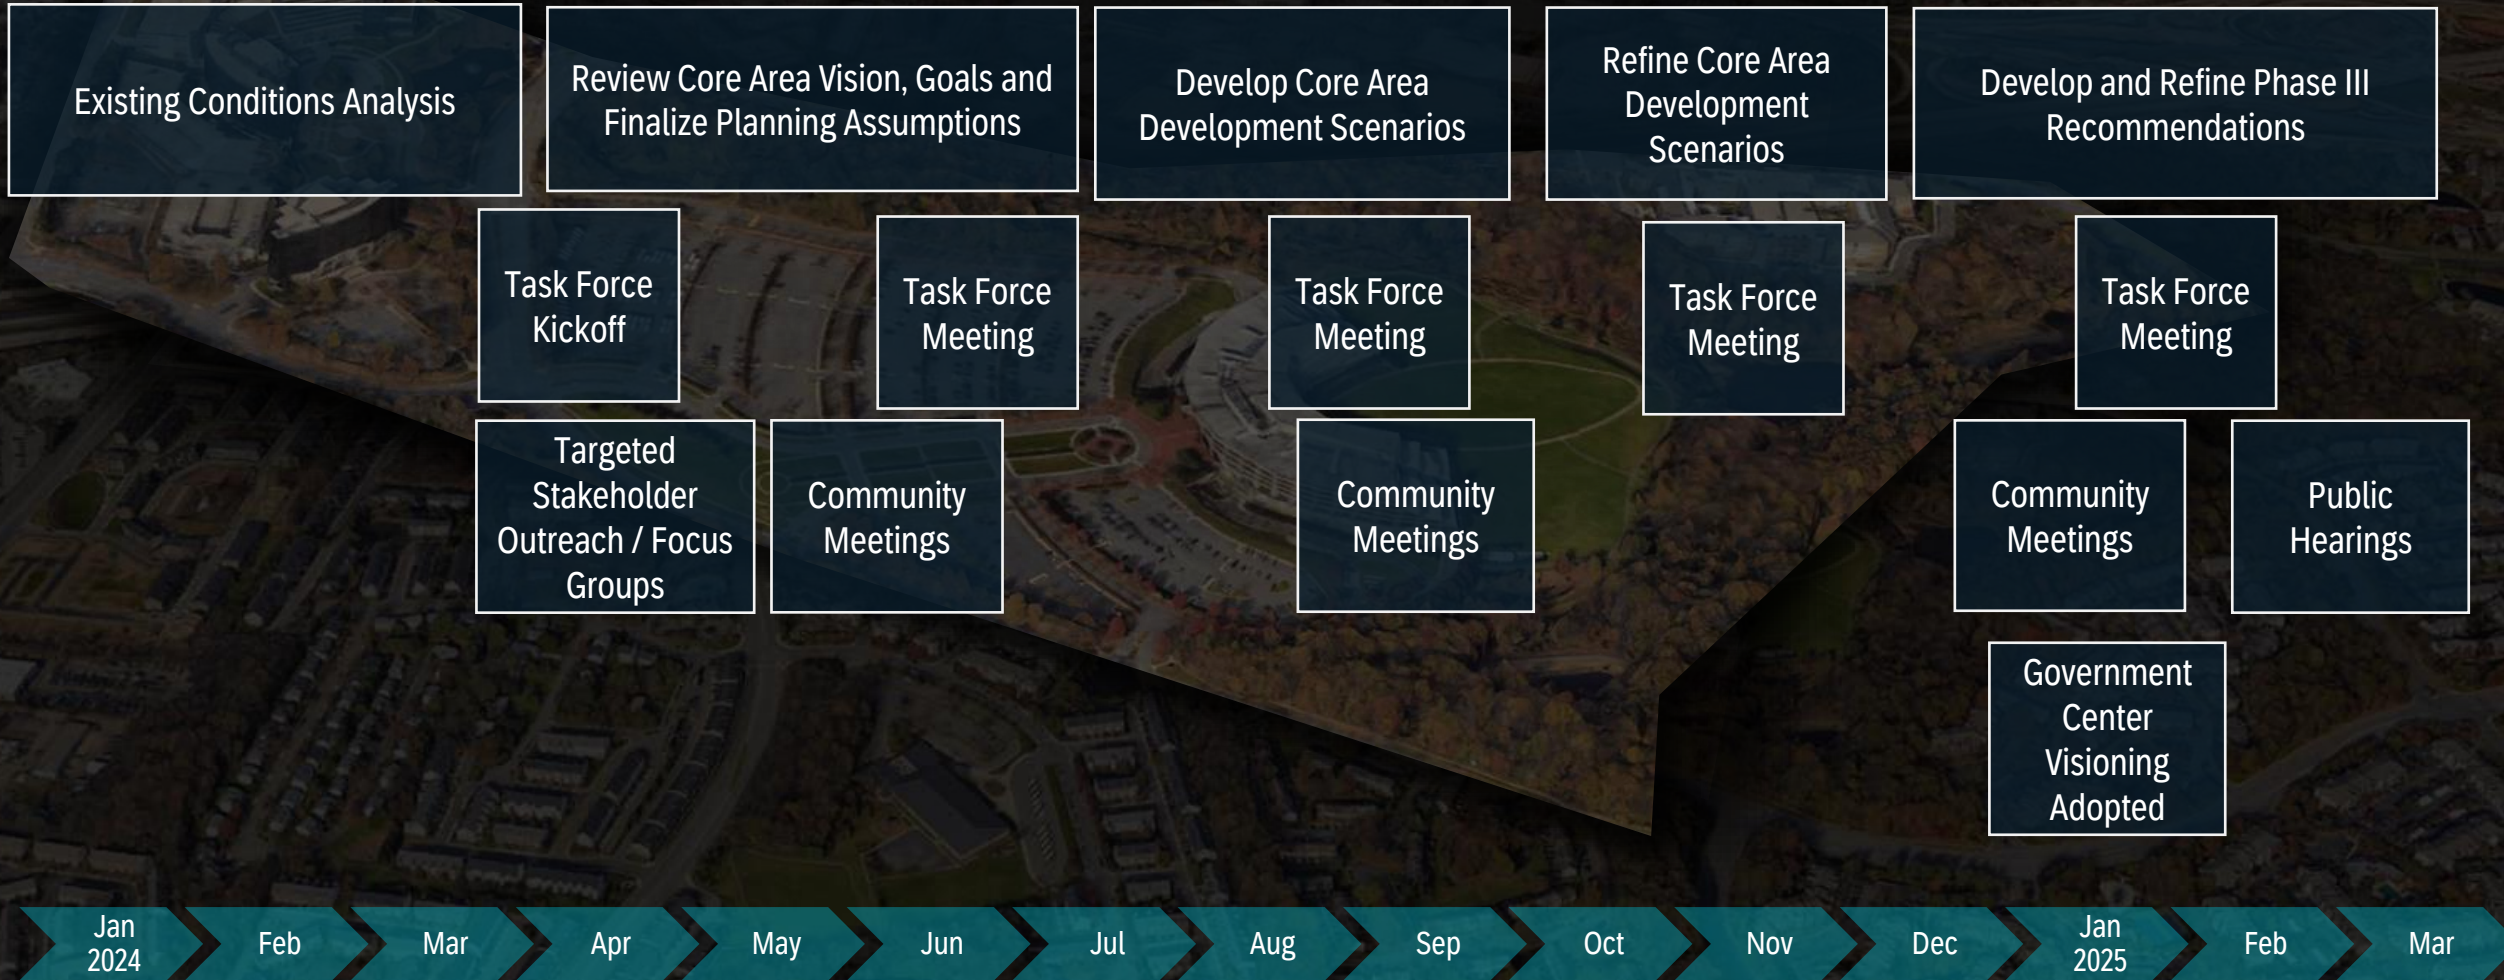 Existing Conditions Analysis
Review Core Area Vision, Goals and
Finalize Planning Assumptions
Develop Core Area
Development Scenarios
Refine Core Area
Development
Scenarios
Develop and Refine Phase III
Recommendations
Task Force
Kickoff
Task Force
Meeting
Task Force
Meeting
Task Force
Meeting
Task Force
Meeting
Targeted
Stakeholder
Outreach / Focus
Groups
Community
Meetings
Community
Meetings
Community
Meetings
Public
Hearings
Government
Center
Visioning
Adopted
Jan
2024
Feb
Mar
Apr
May
Jun
Jul
Aug
Sep
Oct
Nov
Dec
Jan
2025
Feb
Mar